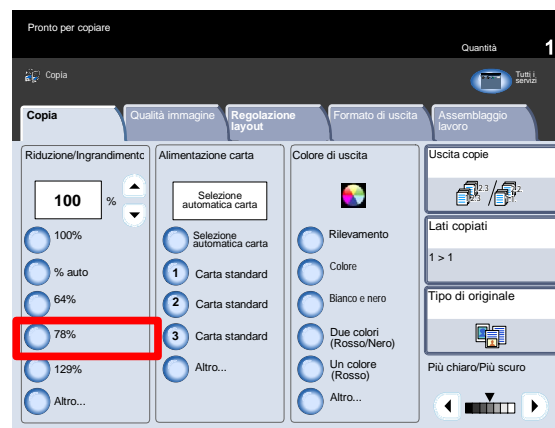 Pronto per copiare
Quantità
1
Copia
Tutti i
servizi
Copia
Qualità immagine
Regolazione
layout
Formato di uscita
Assemblaggio
lavoro
Riduzione/Ingrandimento
100 %
100%
% auto
64%
78%
129%
Altro...
Alimentazione carta
Selezione
automatica carta
Selezione
automatica carta
1 Carta standard
2 Carta standard
3 Carta standard
Altro...
Colore di uscita
Rilevamento
Colore
Bianco e nero
Due colori
(Rosso/Nero)
Un colore
(Rosso)
Altro...
Uscita copie
Lati copiati
1 > 1
Tipo di originale
Più chiaro/Più scuro